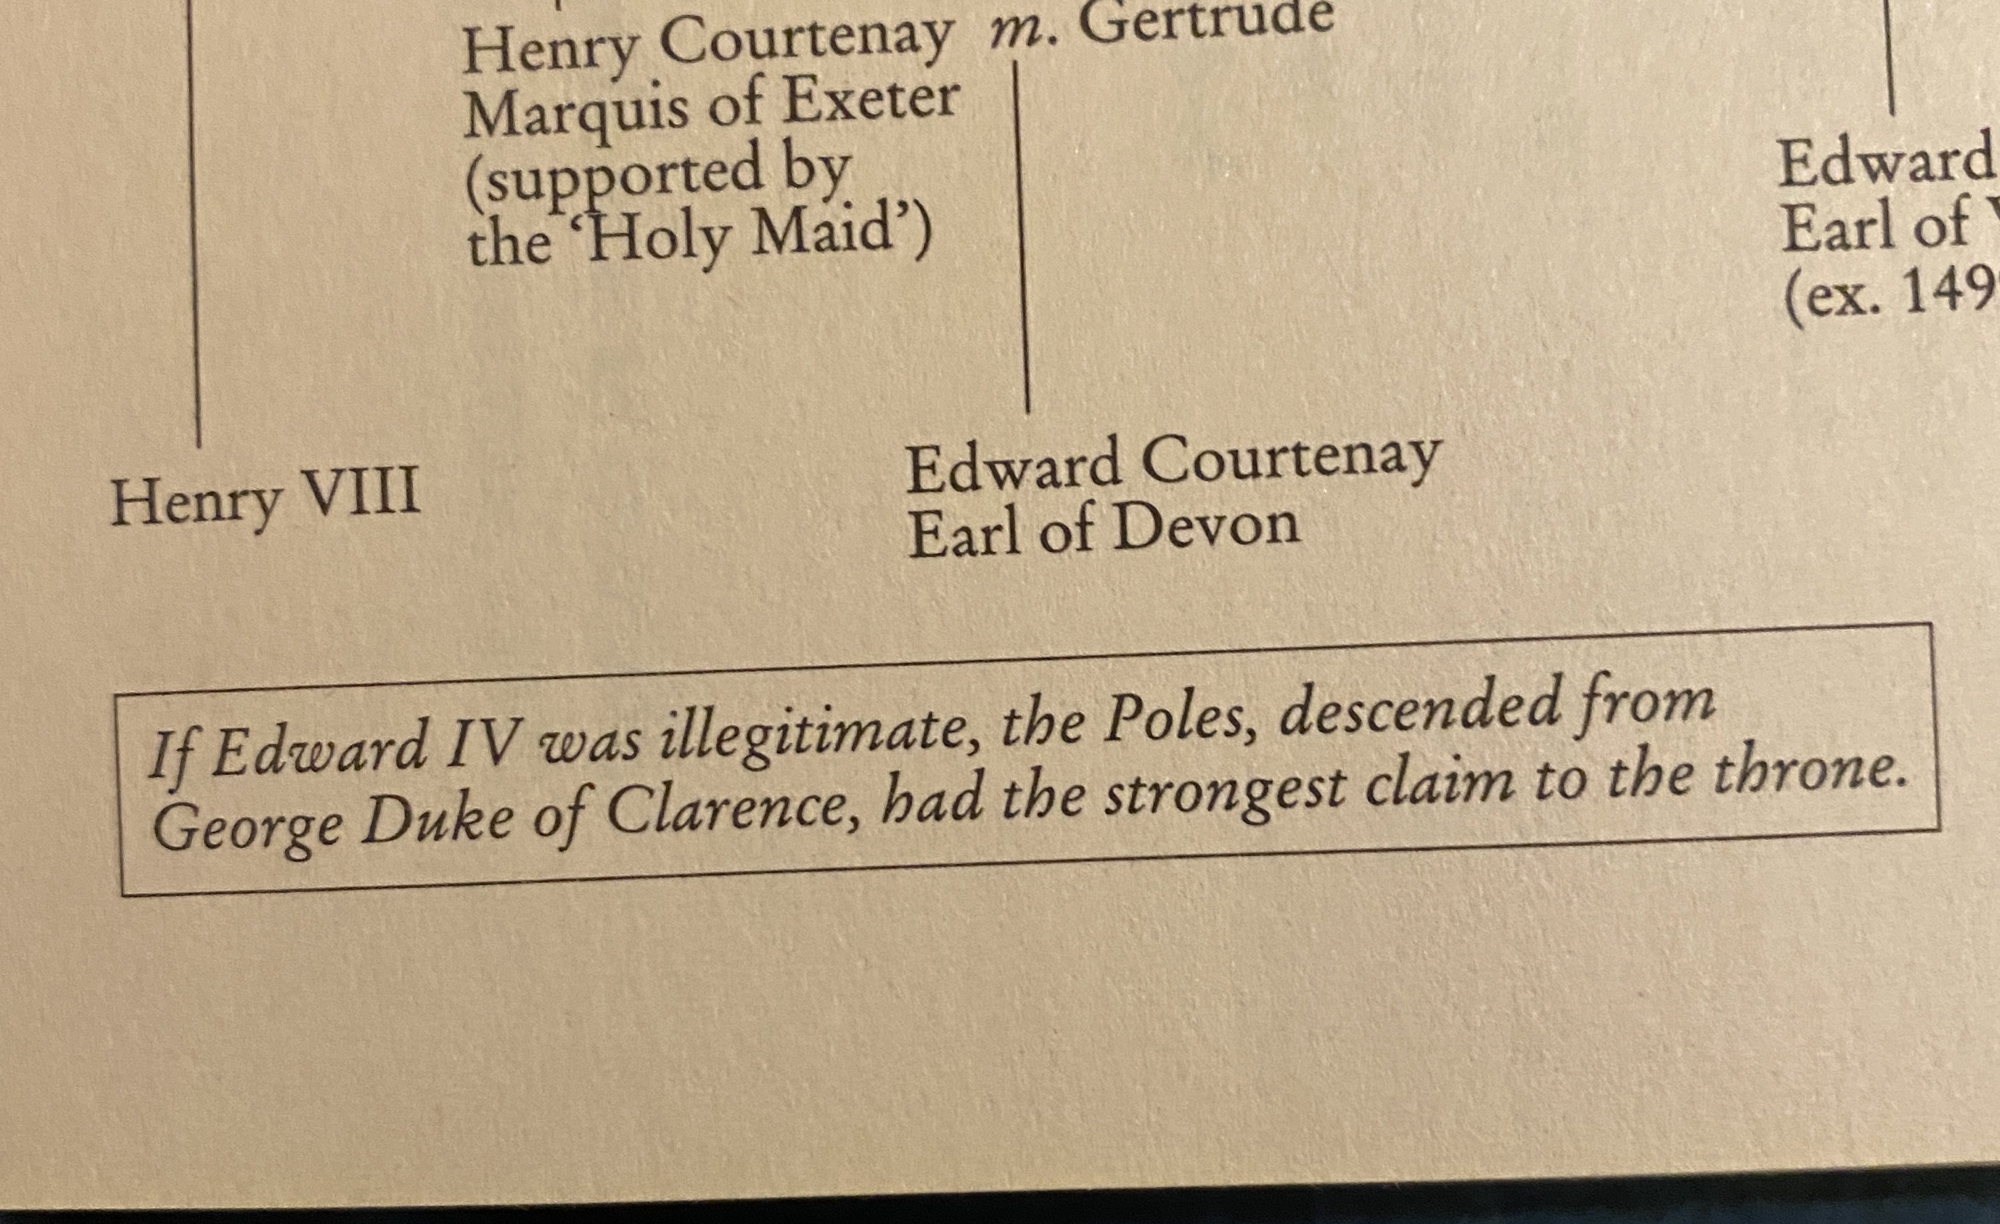 Henry Courtenay m. Gertrude
Marquis of Exeter
(supported by
the ‘Holy Maid’)
Edward
Earl of
(ex. 149
Henry VIII
Edward Courtenay
Earl of Devon
If Edward IV was illegitimate, the Poles, descended from
George Duke of Clarence, had the strongest claim to the throne.